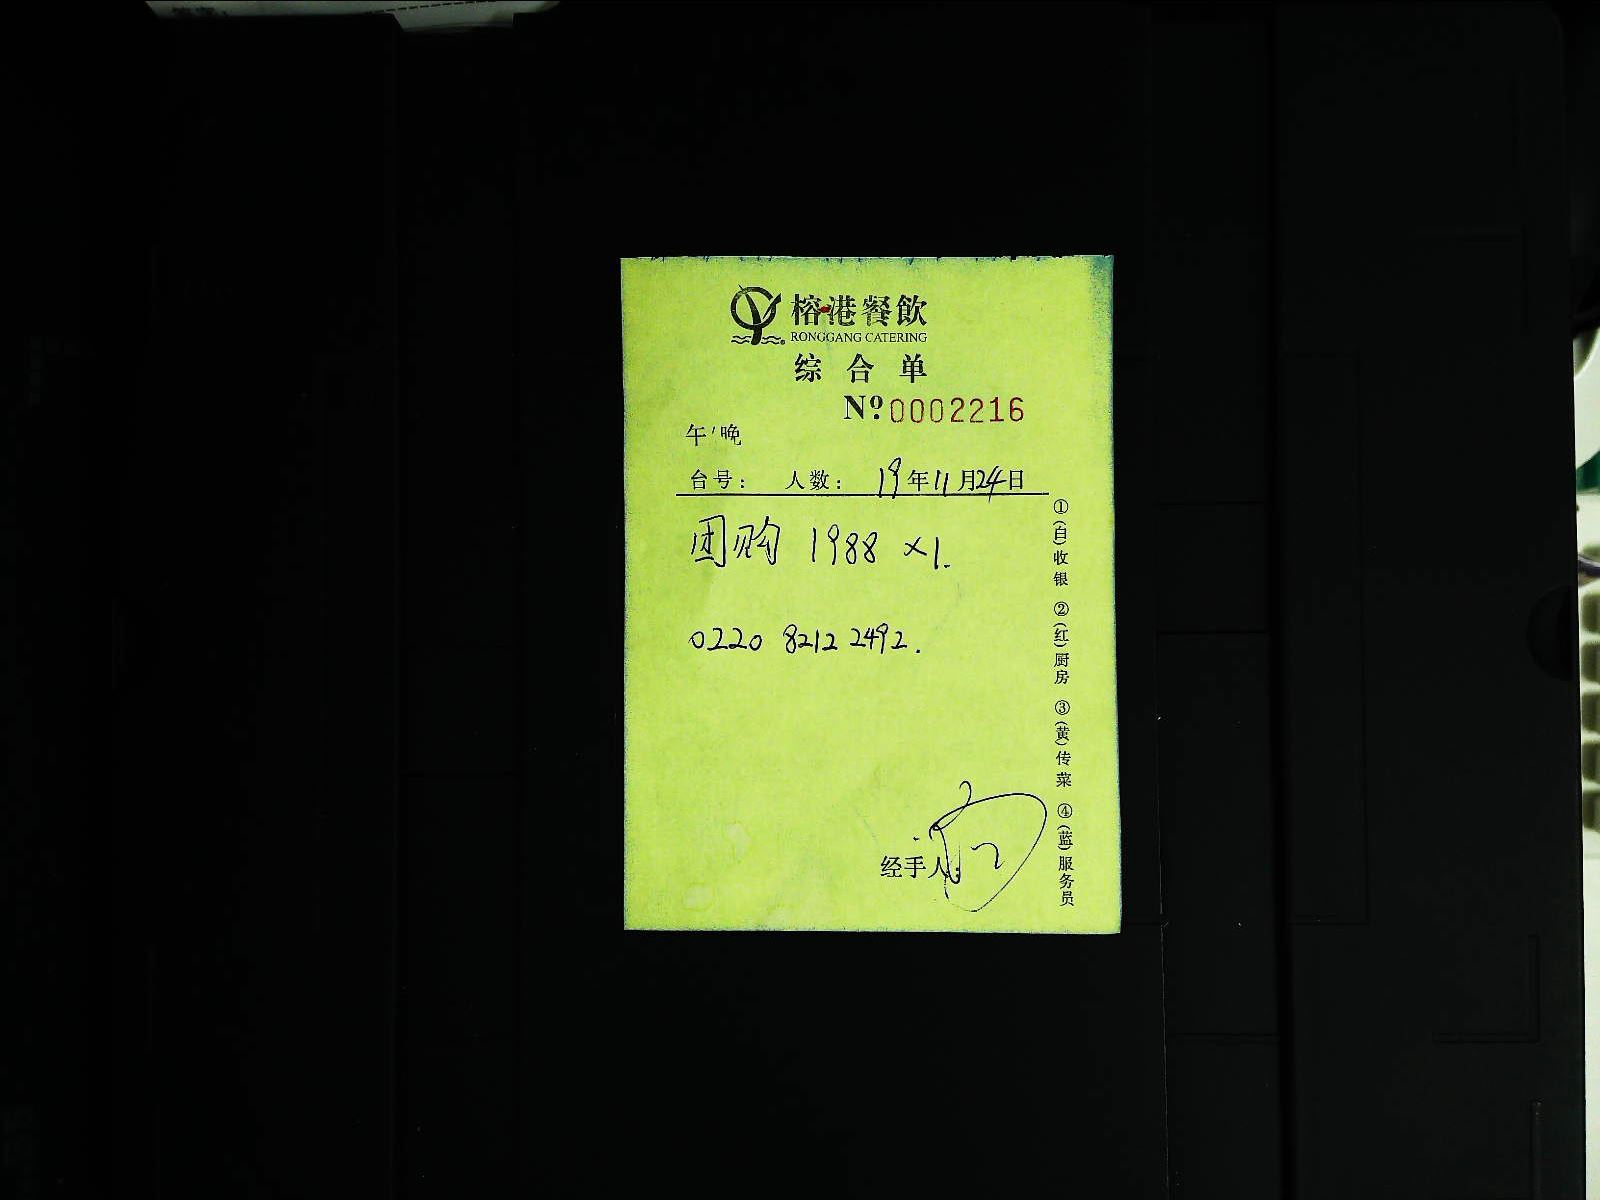 榕港餐飲
RONGGANG CATERING
综合单
Nº:0002216
午/晚
台号: 人数: 19年11月24日
团购 1988 ×1.
0220 8212 2492.
经手人:
①(白)收银 ②(红)厨房 ③(黄)传菜 ④(蓝)服务员